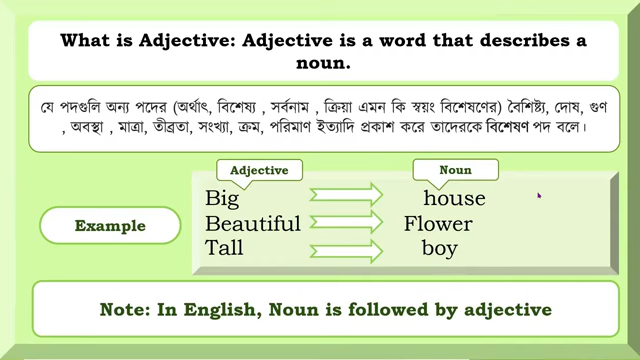 What is Adjective: Adjective is a word that describes a
noun.
যে পদগুলি অন্য পদের (অর্থাৎ, বিশেষ্য , সর্বনাম , ক্রিয়া এমন কি স্বয়ং বিশেষণের) বৈশিষ্ট্য, দোষ, গুণ
, অবস্থা , মাত্রা, তীব্রতা, সংখ্যা, ক্রম, পরিমাণ ইত্যাদি প্রকাশ করে তাদেরকে বিশেষণ পদ বলে।
Adjective Noun
Big house
Example
Beautiful Flower
Tall boy
Note: In English, Noun is followed by adjective